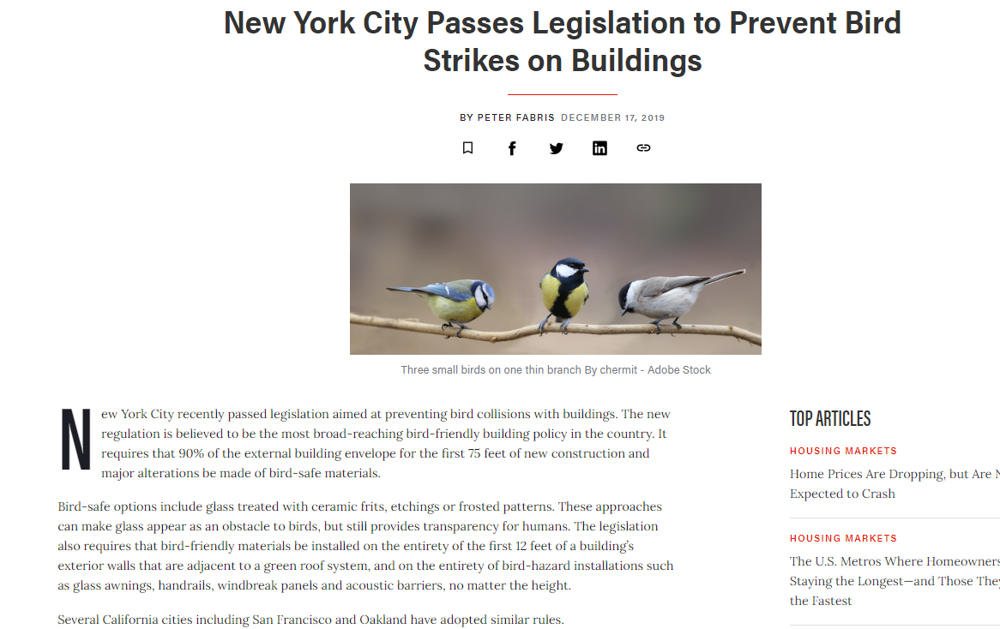 New York City Passes Legislation to Prevent Bird
Strikes on Buildings
BY PETER FABRIS DECEMBER 17, 2019
Three small birds on one thin branch By chermit - Adobe Stock
New York City recently passed legislation aimed at preventing bird collisions with buildings. The new
regulation is believed to be the most broad-reaching bird-friendly building policy in the country. It
requires that 90% of the external building envelope for the first 75 feet of new construction and
major alterations be made of bird-safe materials.
Bird-safe options include glass treated with ceramic frits, etchings or frosted patterns. These approaches
can make glass appear as an obstacle to birds, but still provides transparency for humans. The legislation
also requires that bird-friendly materials be installed on the entirety of the first 12 feet of a building’s
exterior walls that are adjacent to a green roof system, and on the entirety of bird-hazard installations such
as glass awnings, handrails, windbreak panels and acoustic barriers, no matter the height.
Several California cities including San Francisco and Oakland have adopted similar rules.
TOP ARTICLES
HOUSING MARKETS
Home Prices Are Dropping, but Are
Expected to Crash
HOUSING MARKETS
The U.S. Metros Where Homeowners
Staying the Longest—and Those
the Fastest